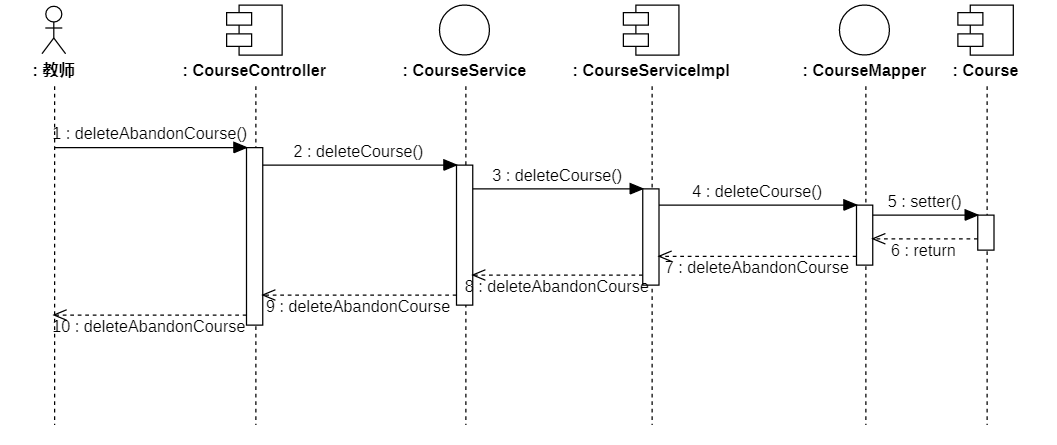 : 教师
: CourseController
: CourseService
: CourseServiceImpl
: CourseMapper
: Course
1 : deleteAbandonCourse()
2 : deleteCourse()
3 : deleteCourse()
4 : deleteCourse()
5 : setter()
6 : return
7 : deleteAbandonCourse
8 : deleteAbandonCourse
9 : deleteAbandonCourse
10 : deleteAbandonCourse